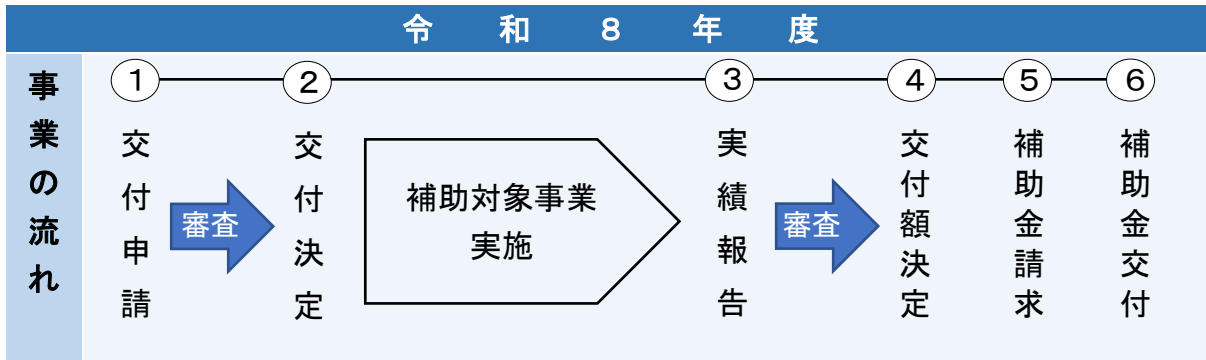 令和８年度
事業の流れ
①
交付申請
審査
②
交付決定
補助対象事業
実施
③
実績報告
審査
④
交付額決定
⑤
補助金請求
⑥
補助金交付